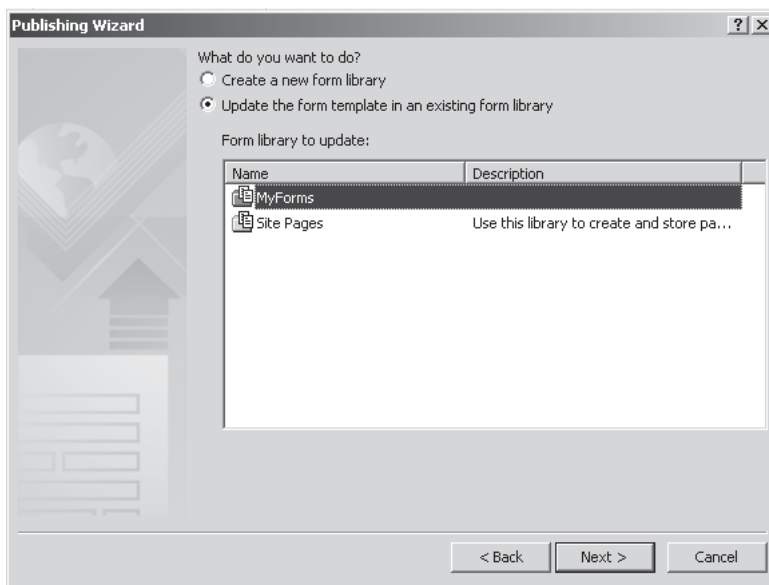 Publishing Wizard
What do you want to do?
Create a new form library
Update the form template in an existing form library
Form library to update:
Name Description
MyForms
Site Pages Use this library to create and store pa...
< Back Next > Cancel